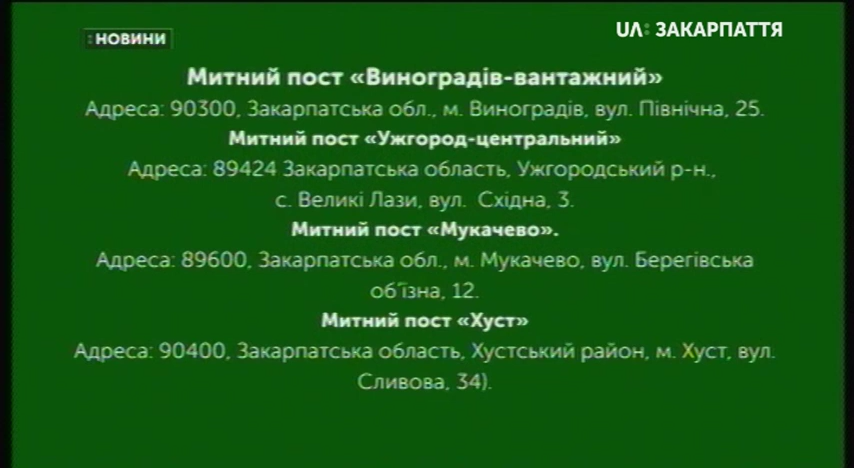 :НОВИНИ
UA: ЗАКАРПАТТЯ
Митний пост «Виноградів-вантажний»
Адреса: 90300, Закарпатська обл., м. Виноградів, вул. Північна, 25.
Митний пост «Ужгород-центральний»
Адреса: 89424 Закарпатська область, Ужгородський р-н.,
с. Великі Лази, вул. Східна, 3.
Митний пост «Мукачево».
Адреса: 89600, Закарпатська обл., м. Мукачево, вул. Берегівська
об'їзна, 12.
Митний пост «Хуст»
Адреса: 90400, Закарпатська область, Хустський район, м. Хуст, вул.
Сливова, 34).